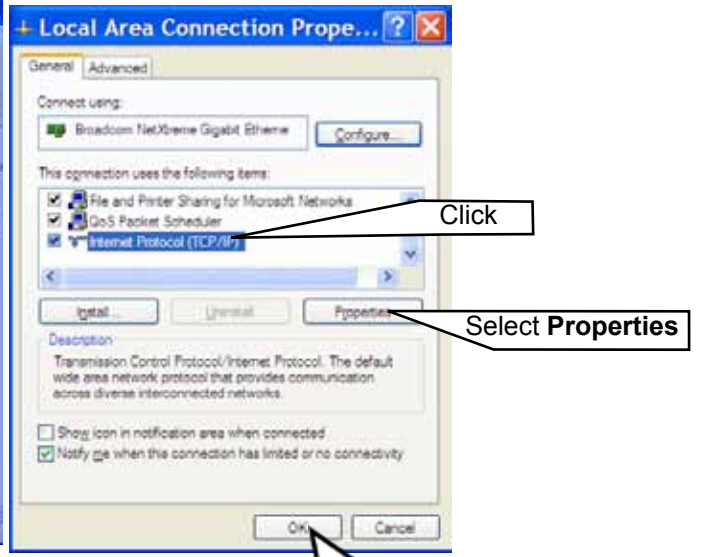 Local Area Connection Prope...
General Advanced
Connect using:
Broadcom NetXtreme Gigabit Etherne
Configure...
This connection uses the following items:
File and Printer Sharing for Microsoft Networks
QoS Packet Scheduler
Internet Protocol (TCP/IP)
Click
Install...
Uninstall
Properties
Select Properties
Description
Transmission Control Protocol/Internet Protocol. The default
wide area network protocol that provides communication
across diverse interconnected networks.
Show icon in notification area when connected
Notify me when this connection has limited or no connectivity
OK
Cancel